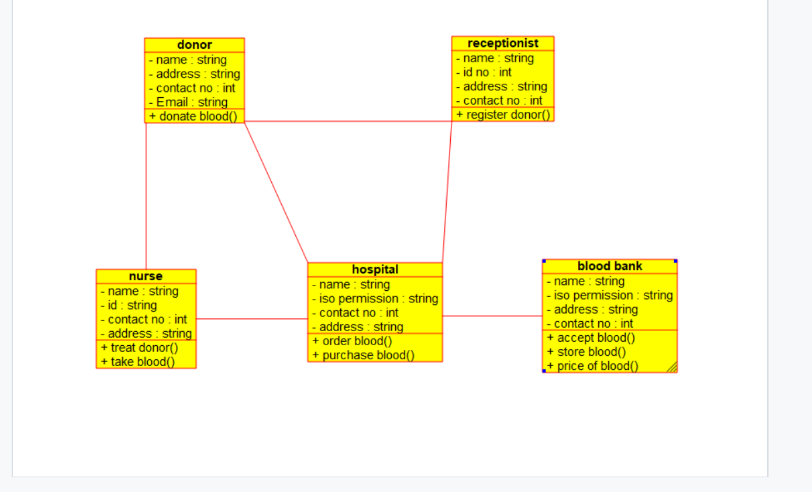 donor
- name : string
- address : string
- contact no : int
- Email : string
+ donate blood()
receptionist
- name : string
- id no : int
- address : string
- contact no : int
+ register donor()
nurse
- name : string
- id : string
- contact no : int
- address : string
+ treat donor()
+ take blood()
hospital
- name : string
- iso permission : string
- contact no : int
- address : string
+ order blood()
+ purchase blood()
blood bank
- name : string
- iso permission : string
- address : string
- contact no : int
+ accept blood()
+ store blood()
+ price of blood()